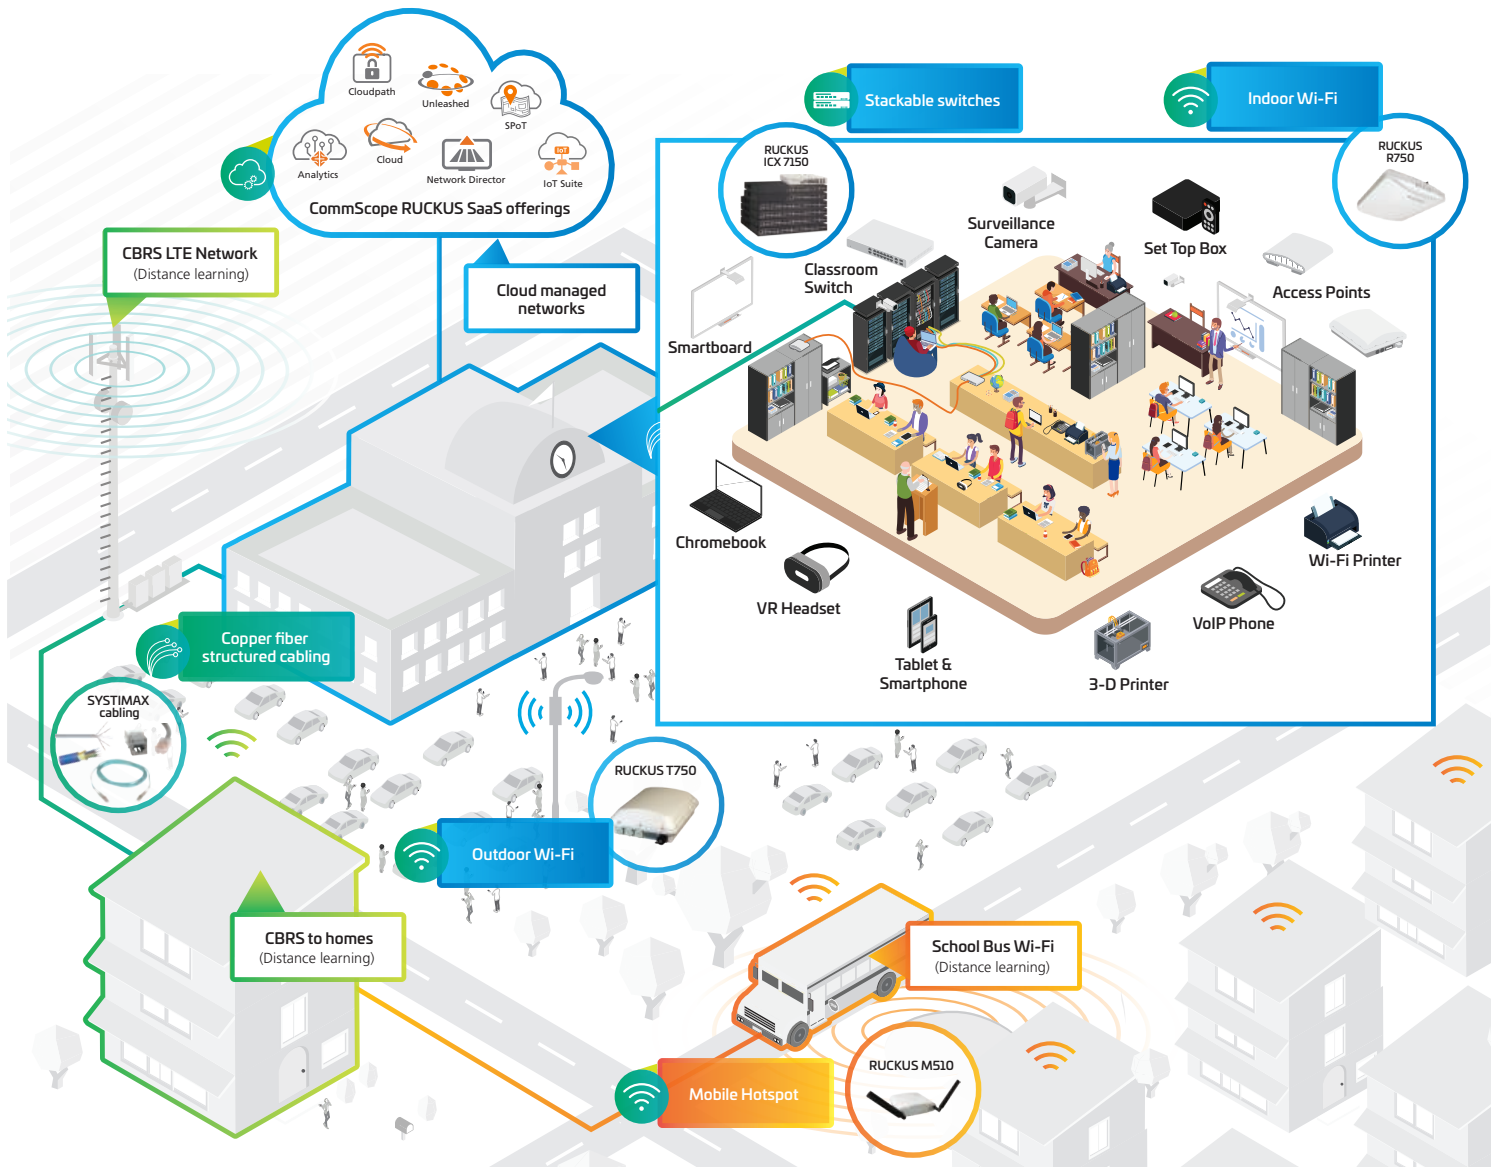 Cloudpath
Unleashed
SPoT
Analytics
Cloud
Network Director
IoT
IoT Suite
CommScope RUCKUS SaaS offerings
Stackable switches
Indoor Wi-Fi
RUCKUS
ICX 7150
RUCKUS
R750
CBRS LTE Network
(Distance learning)
Cloud managed
networks
Surveillance
Camera
Set Top Box
Classroom
Switch
Access Points
Smartboard
Chromebook
VR Headset
Tablet &
Smartphone
3-D Printer
VoIP Phone
Wi-Fi Printer
Copper fiber
structured cabling
SYSTIMAX
cabling
RUCKUS T750
Outdoor Wi-Fi
CBRS to homes
(Distance learning)
School Bus Wi-Fi
(Distance learning)
RUCKUS M510
Mobile Hotspot